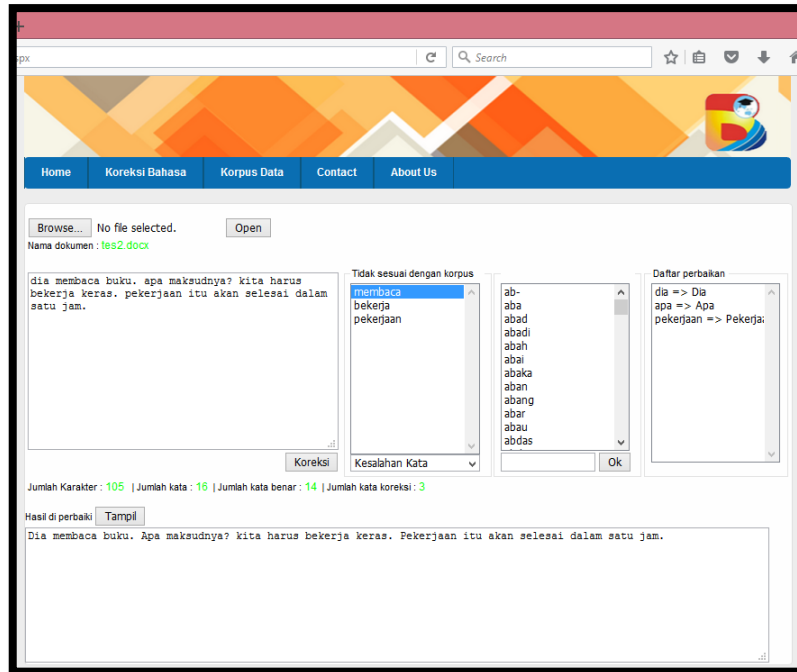 spx
Search
Home Koreksi Bahasa Korpus Data Contact About Us
Browse... No file selected. Open
Nama dokumen : tes2.docx
dia membaca buku. apa maksudnya? kita harus
bekerja keras. pekerjaan itu akan selesai dalam
satu jam.
Koreksi
Tidak sesuai dengan korpus
membaca
bekerja
pekerjaan
Kesalahan Kata
ab-
aba
abad
abadi
abah
abai
abaka
aban
abang
abar
abau
abdas
Ok
Daftar perbaikan
dia => Dia
apa => Apa
pekerjaan => Pekerjaa
Jumlah Karakter : 105 | Jumlah kata : 16 | Jumlah kata benar : 14 | Jumlah kata koreksi : 3
Hasil di perbaiki Tampil
Dia membaca buku. Apa maksudnya? kita harus bekerja keras. Pekerjaan itu akan selesai dalam satu jam.